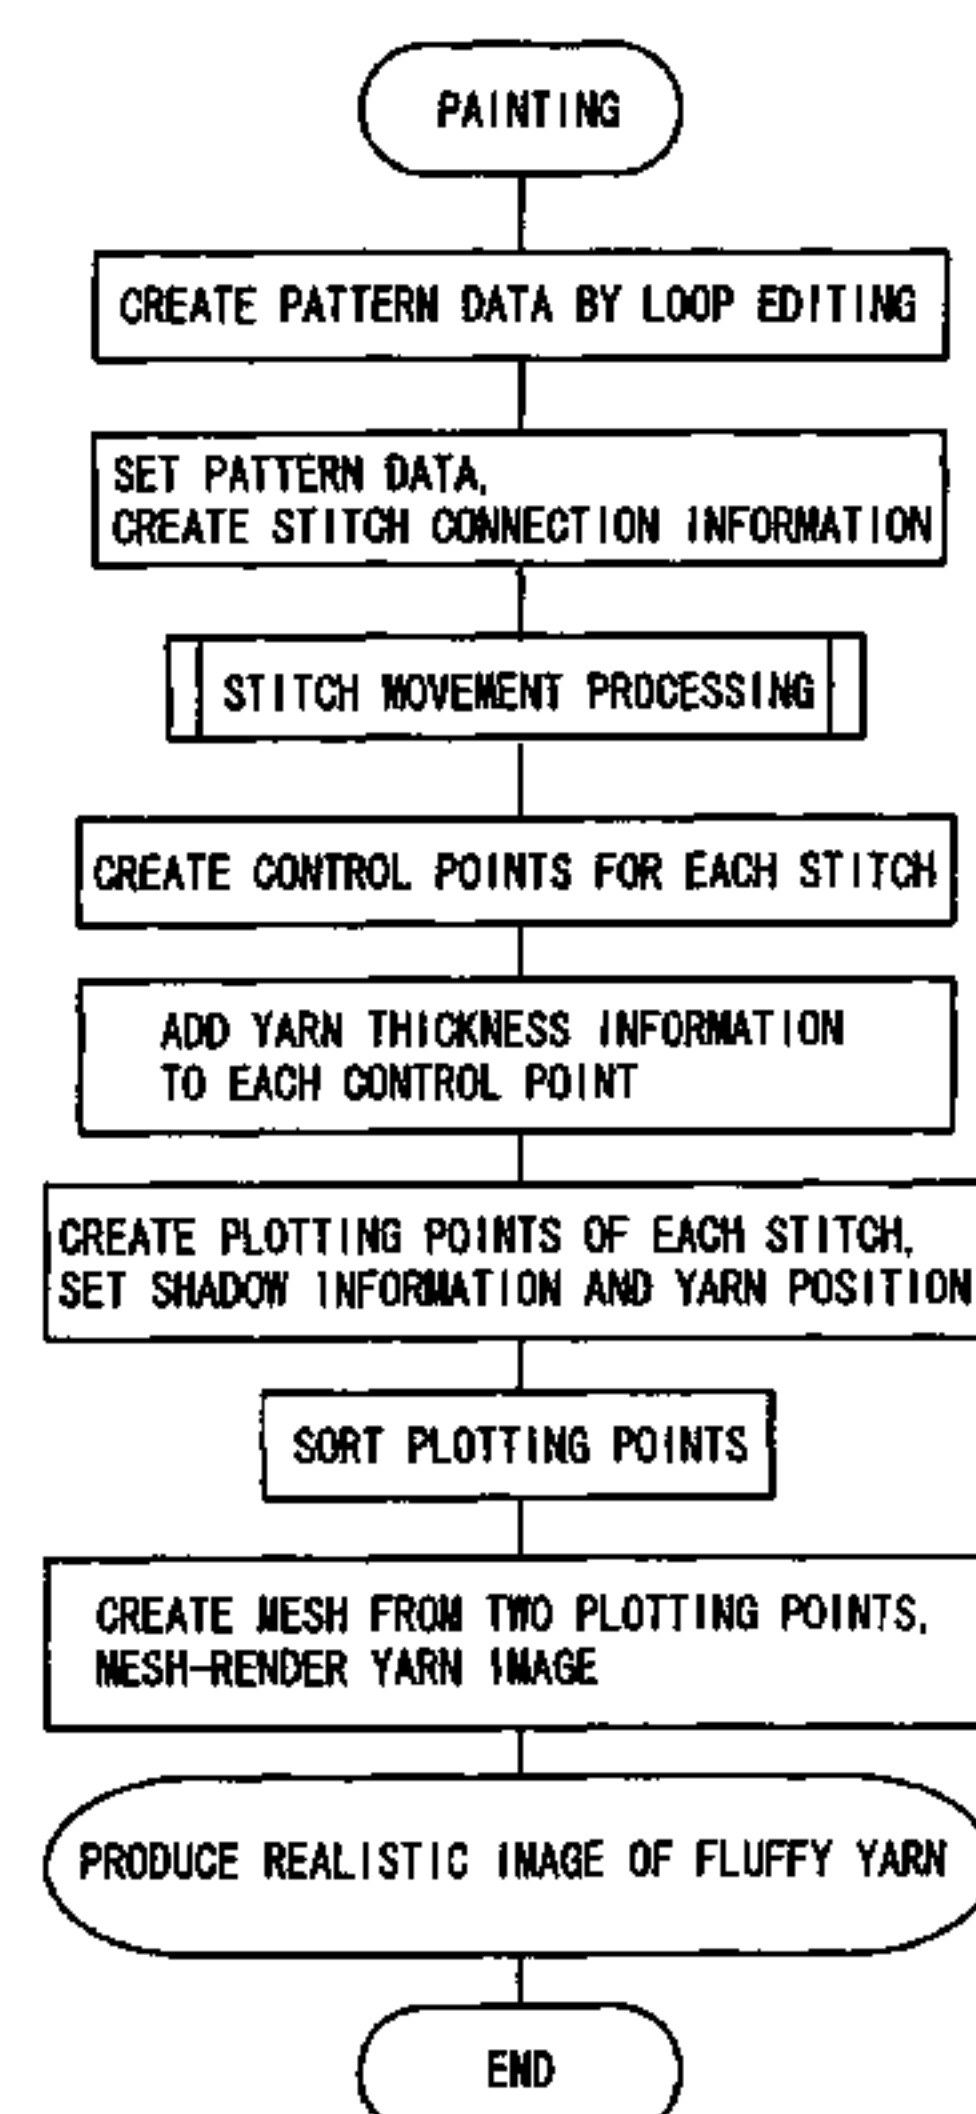 PAINTING
CREATE PATTERN DATA BY LOOP EDITING
SET PATTERN DATA,
CREATE STITCH CONNECTION INFORMATION
STITCH MOVEMENT PROCESSING
CREATE CONTROL POINTS FOR EACH STITCH
ADD YARN THICKNESS INFORMATION
TO EACH CONTROL POINT
CREATE PLOTTING POINTS OF EACH STITCH,
SET SHADOW INFORMATION AND YARN POSITION
SORT PLOTTING POINTS
CREATE MESH FROM TWO PLOTTING POINTS,
MESH-RENDER YARN IMAGE
PRODUCE REALISTIC IMAGE OF FLUFFY YARN
END